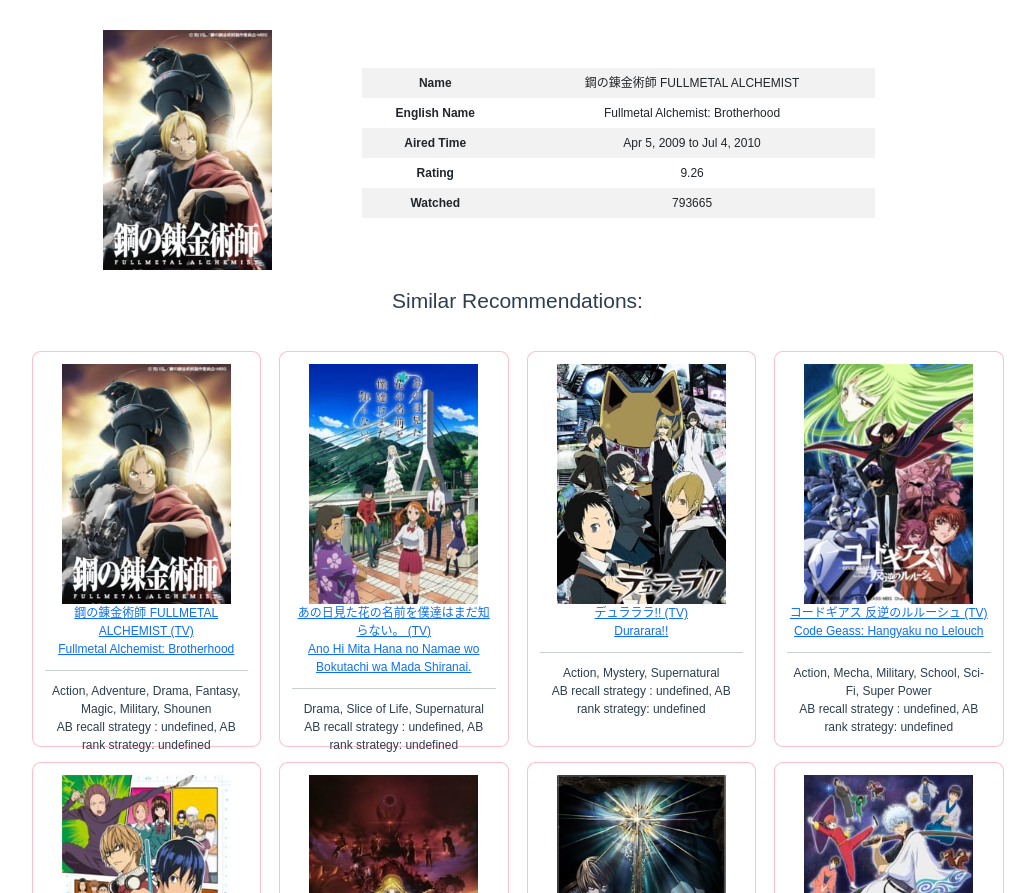 鋼の錬金術師
FULLMETAL ALCHEMIST
Name 鋼の錬金術師 FULLMETAL ALCHEMIST
English Name Fullmetal Alchemist: Brotherhood
Aired Time Apr 5, 2009 to Jul 4, 2010
Rating 9.26
Watched 793665
Similar Recommendations:
鋼の錬金術師
FULLMETAL ALCHEMIST
鋼の錬金術師 FULLMETAL
ALCHEMIST (TV)
Fullmetal Alchemist: Brotherhood
Action, Adventure, Drama, Fantasy,
Magic, Military, Shounen
AB recall strategy : undefined, AB
rank strategy: undefined
あの日見た
花の名前を
僕達はまだ
知らない。
あの日見た花の名前を僕達はまだ知
らない。 (TV)
Ano Hi Mita Hana no Namae wo
Bokutachi wa Mada Shiranai.
Drama, Slice of Life, Supernatural
AB recall strategy : undefined, AB
rank strategy: undefined
デュラララ!!
デュラララ!! (TV)
Durarara!!
Action, Mystery, Supernatural
AB recall strategy : undefined, AB
rank strategy: undefined
コードギアス
反逆のルルーシュ
コードギアス 反逆のルルーシュ (TV)
Code Geass: Hangyaku no Lelouch
Action, Mecha, Military, School, Sci-
Fi, Super Power
AB recall strategy : undefined, AB
rank strategy: undefined